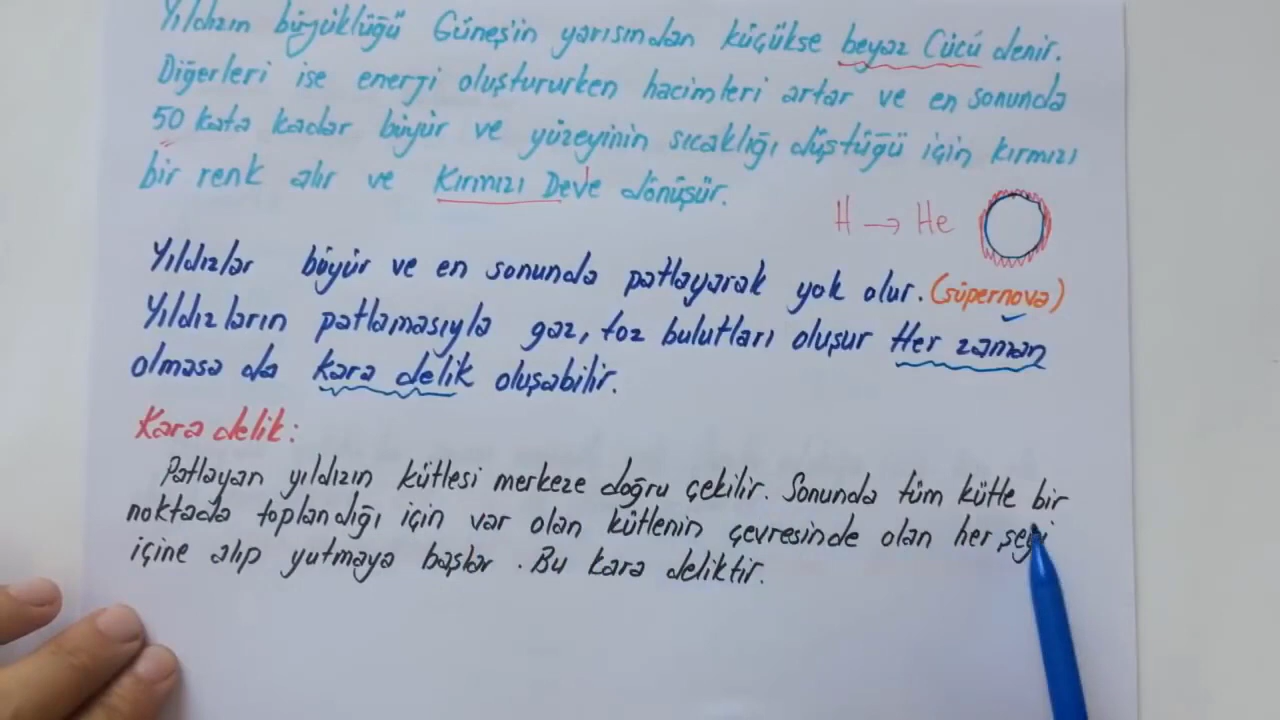 Yıldızın büyüklüğü Güneş'in yarısından küçükse beyaz Cücü denir.
Diğerleri ise enerji oluştururken hacimleri artar ve en sonunda
50 kata kadar büyür ve yüzeyinin sıcaklığı düştüğü için kırmızı
bir renk alır ve Kırmızı Deve dönüşür.
H → He
Yıldızlar büyür ve en sonunda patlayarak yok olur. (süpernova)
Yıldızların patlamasıyla gaz, toz bulutları oluşur Her zaman
olmasa da kara delik oluşabilir.
Kara delik:
Patlayan yıldızın kütlesi merkeze doğru çekilir. Sonunda tüm kütle bir
noktada toplandığı için var olan kütlenin çevresinde olan her şeyi
içine alıp yutmaya başlar. Bu kara deliktir.